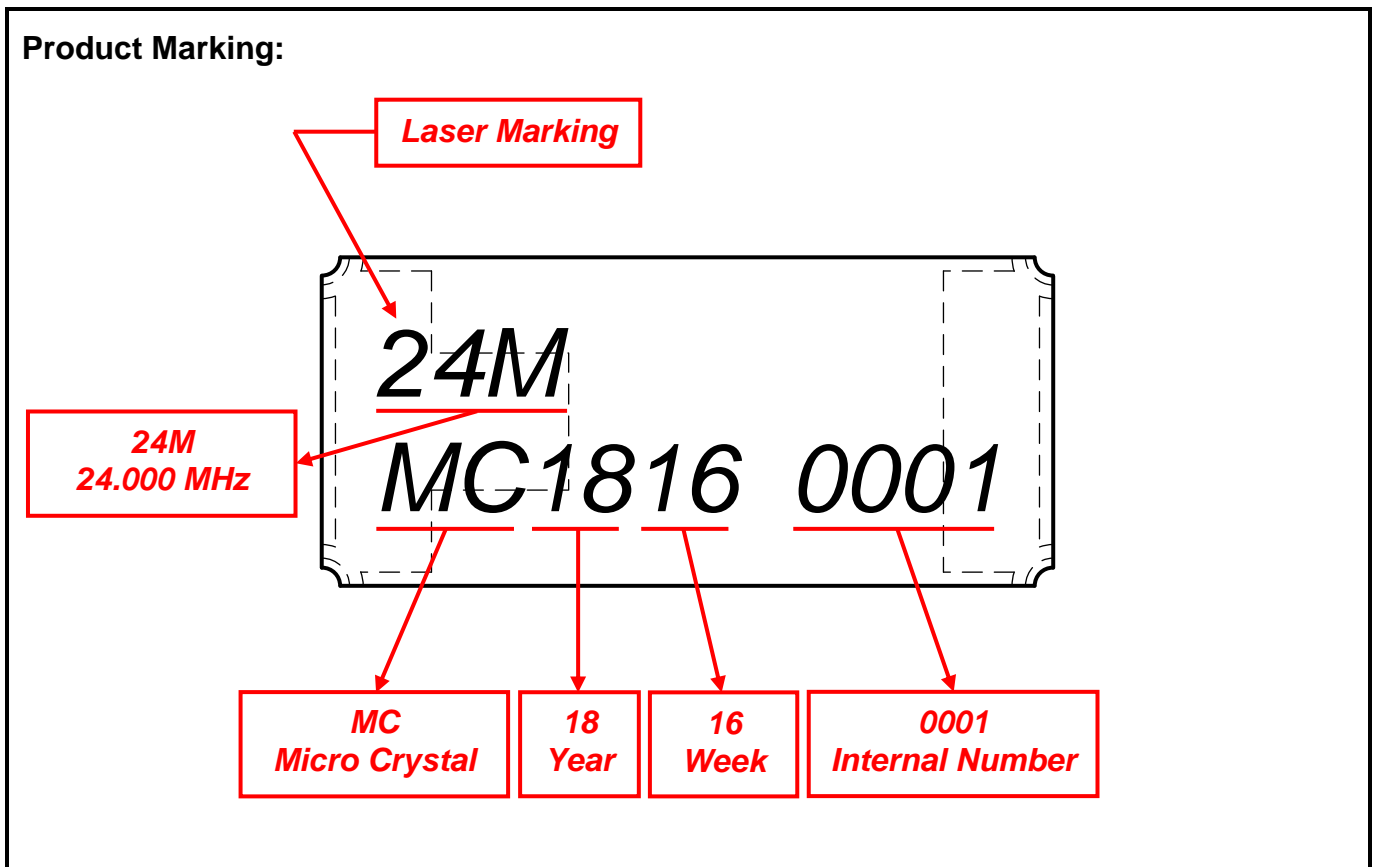 Product Marking:
Laser Marking
24M
24M
24.000 MHz
MC1816 0001
MC
Micro Crystal
18
Year
16
Week
0001
Internal Number